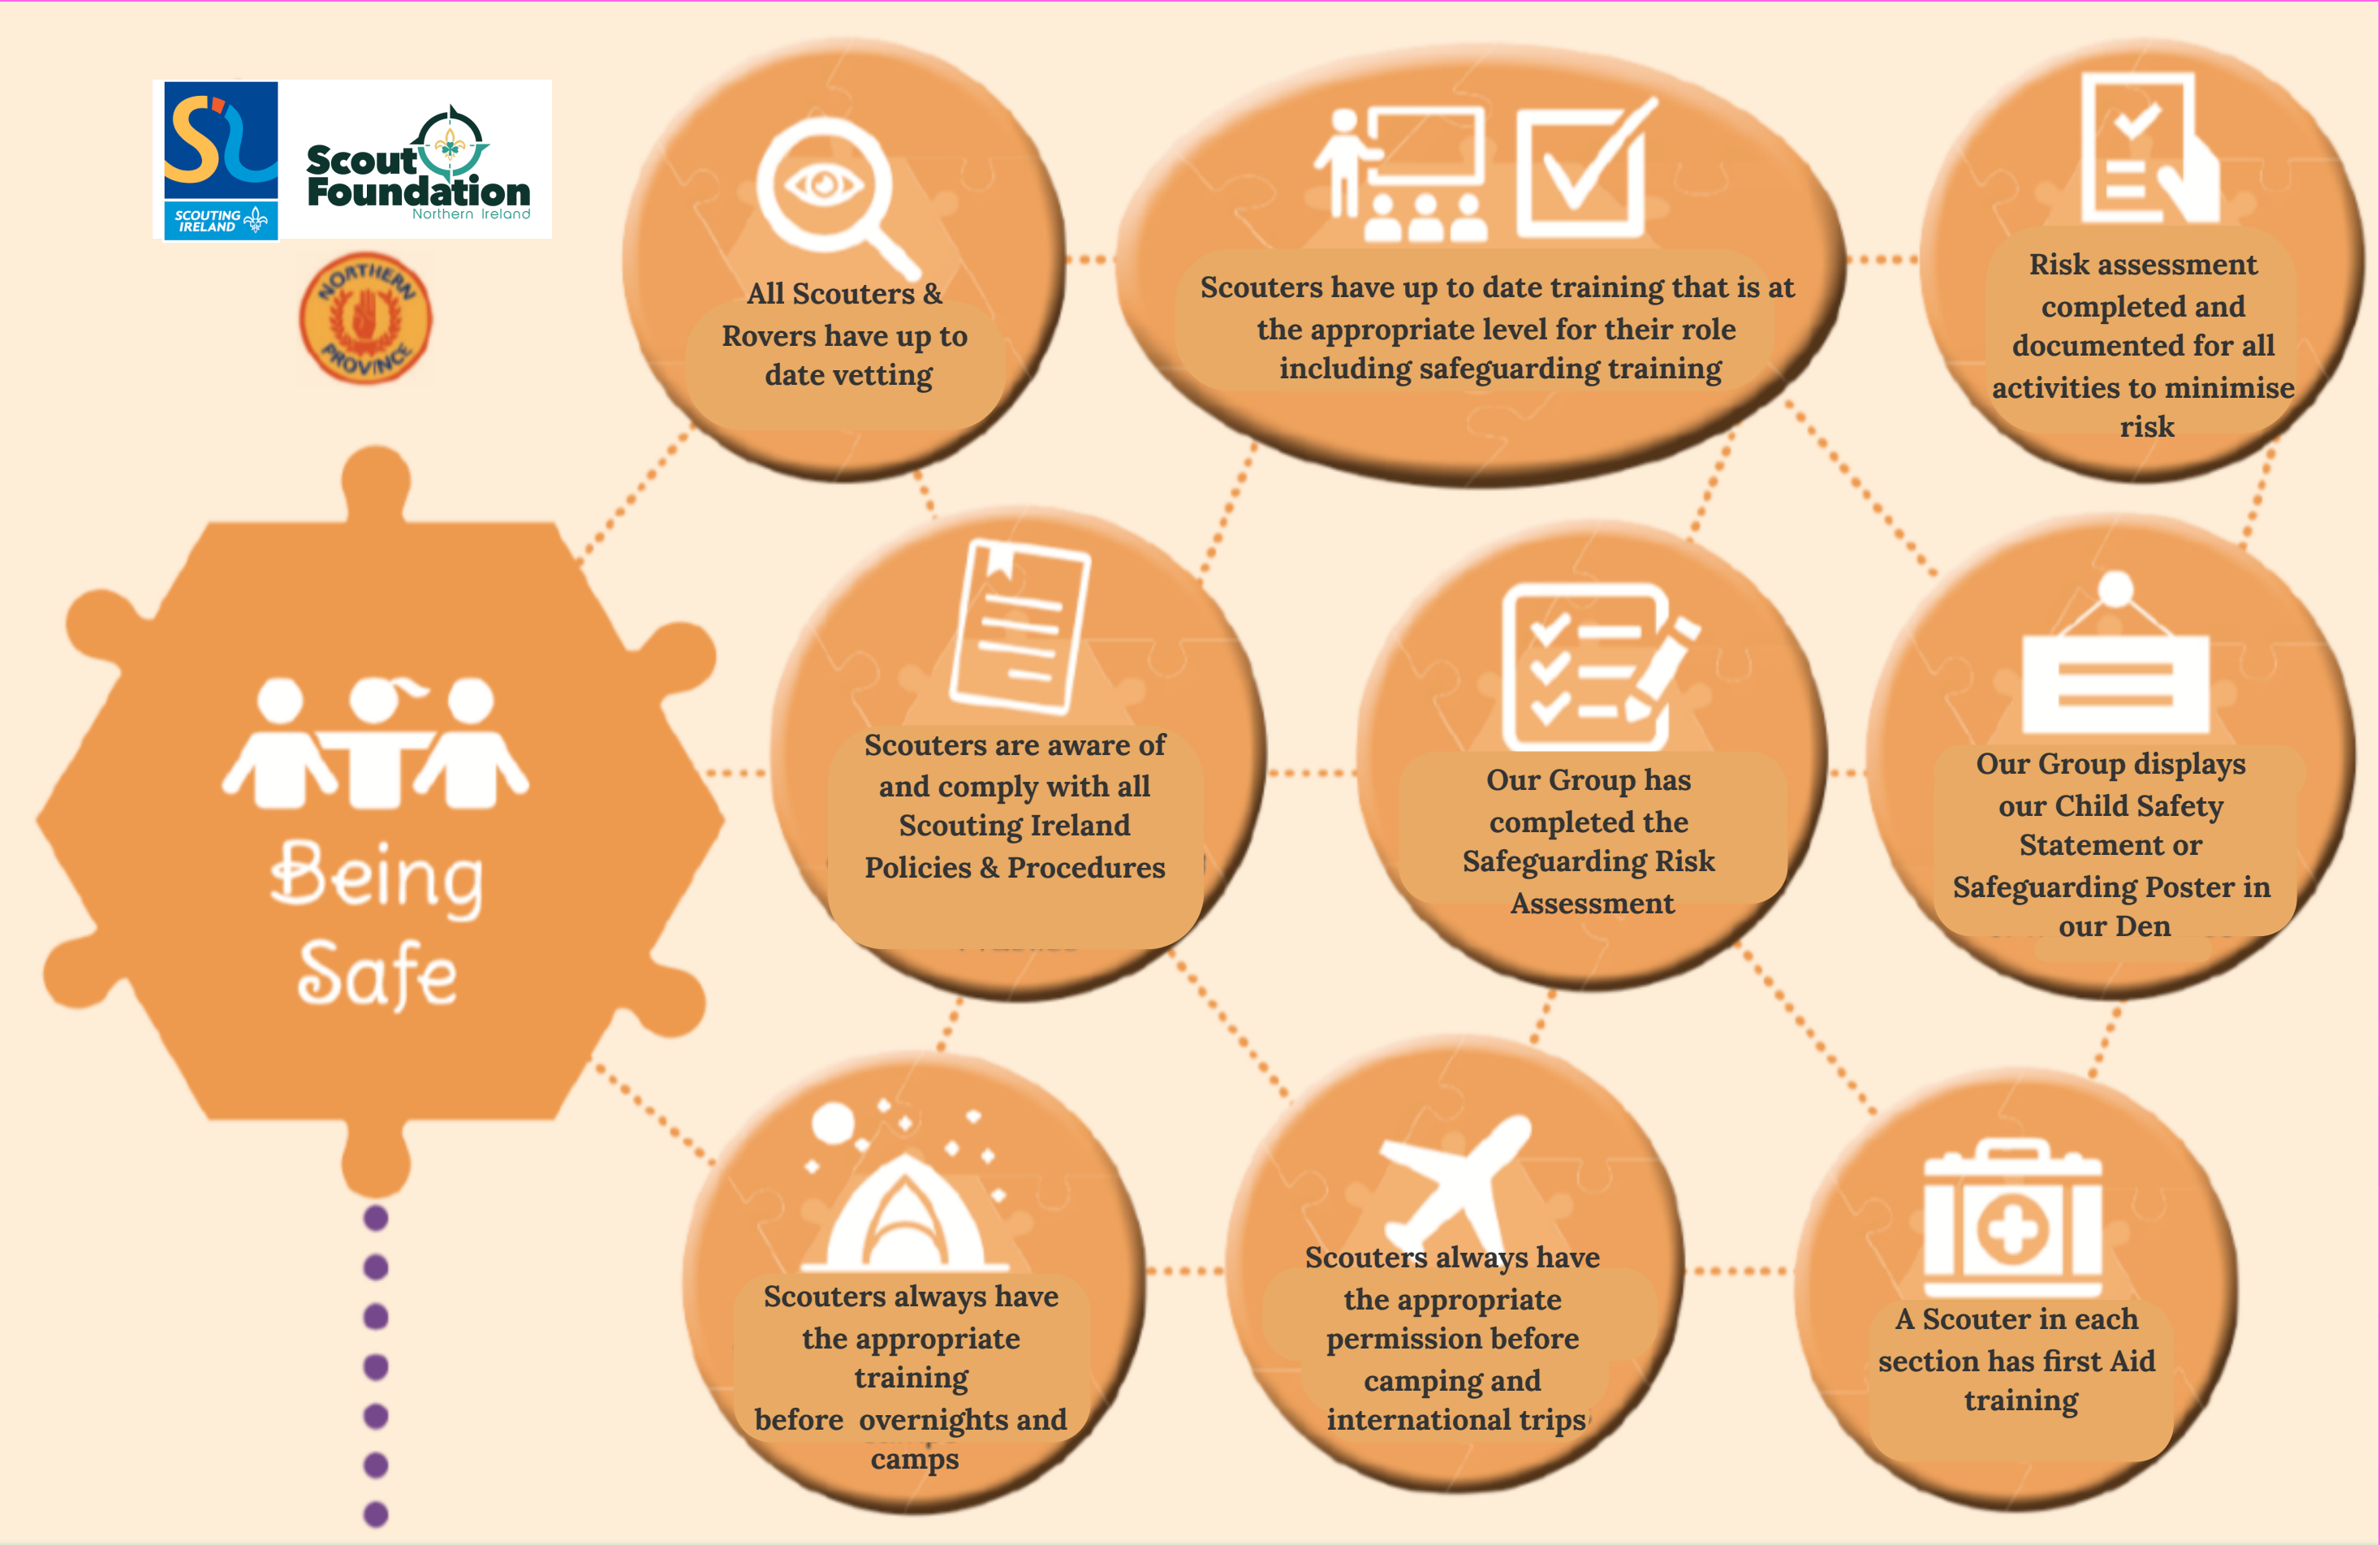 SCOUTING
IRELAND
Scout
Foundation
Northern Ireland
NORTHERN
PROVINCE
Being
Safe
All Scouters &
Rovers have up to
date vetting
Scouters have up to date training that is at
the appropriate level for their role
including safeguarding training
Risk assessment
completed and
documented for all
activities to minimise
risk
Scouters are aware of
and comply with all
Scouting Ireland
Policies & Procedures
Our Group has
completed the
Safeguarding Risk
Assessment
Our Group displays
our Child Safety
Statement or
Safeguarding Poster in
our Den
Scouters always have
the appropriate
training
before overnights and
camps
Scouters always have
the appropriate
permission before
camping and
international trips
A Scouter in each
section has first Aid
training